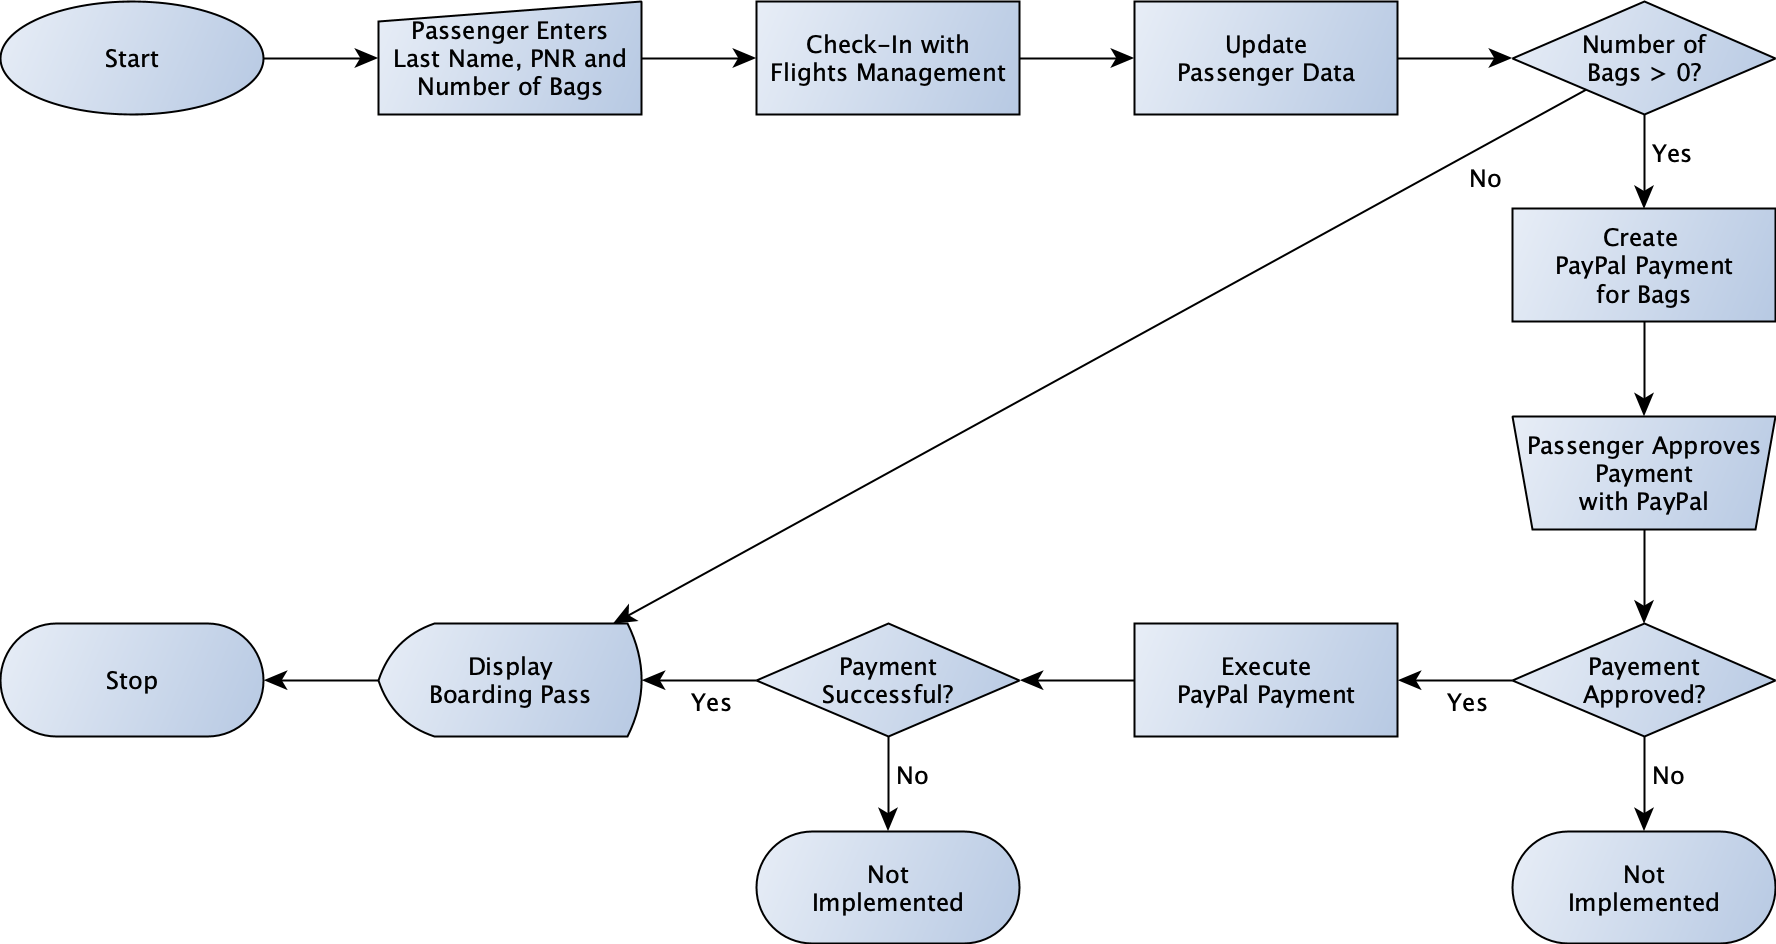 Start
Passenger Enters
Last Name, PNR and
Number of Bags
Check-In with
Flights Management
Update
Passenger Data
Number of
Bags > 0?
Yes
No
Create
PayPal Payment
for Bags
Passenger Approves
Payment
with PayPal
Payement
Approved?
Yes
No
Execute
PayPal Payment
Payment
Successful?
Yes
No
Display
Boarding Pass
Stop
Not
Implemented
Not
Implemented